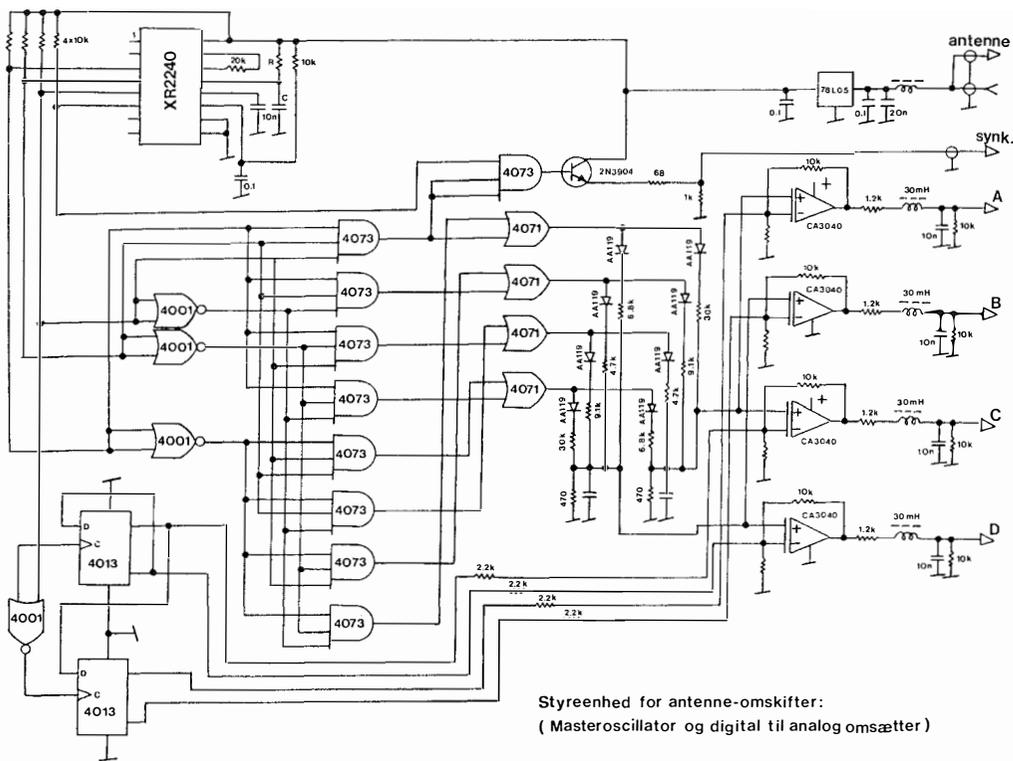 4x10k
1
XR2240
20k
R
10k
C
10n
0.1
78L05
0.1
0.1
20n
antenne
synk.
4073
2N3904
68
1k
10k
+
+
−
CA3040
1.2k
30mH
10n
10k
A
10k
CA3040
+
−
1.2k
30mH
10n
10k
B
10k
+
+
−
CA3040
1.2k
30mH
10n
10k
C
10k
CA3040
+
−
1.2k
30mH
10n
10k
D
4073
4073
4073
4073
4073
4073
4073
4073
4071
4071
4071
4071
AA119
AA119
AA119
AA119
AA119
AA119
AA119
AA119
6.8k
30k
4.7k
9.1k
9.1k
4.2k
30k
6.8k
470
470
4001
4001
4001
D
C
4013
4001
D
C
4013
2.2k
2.2k
2.2k
2.2k
Styreenhed for antenne-omskifter:
( Masteroscillator og digital til analog omsætter )